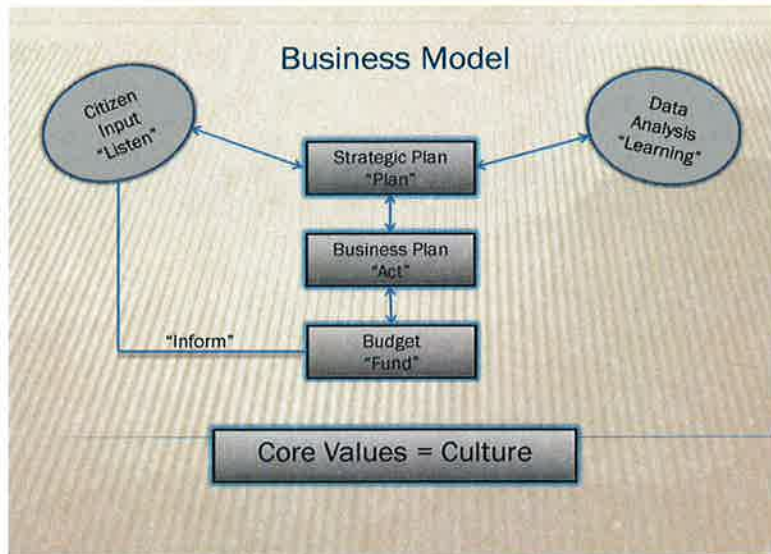 Business Model
Citizen
Input
"Listen"
Data
Analysis
"Learning"
Strategic Plan
"Plan"
Business Plan
"Act"
"Inform"
Budget
"Fund"
Core Values = Culture